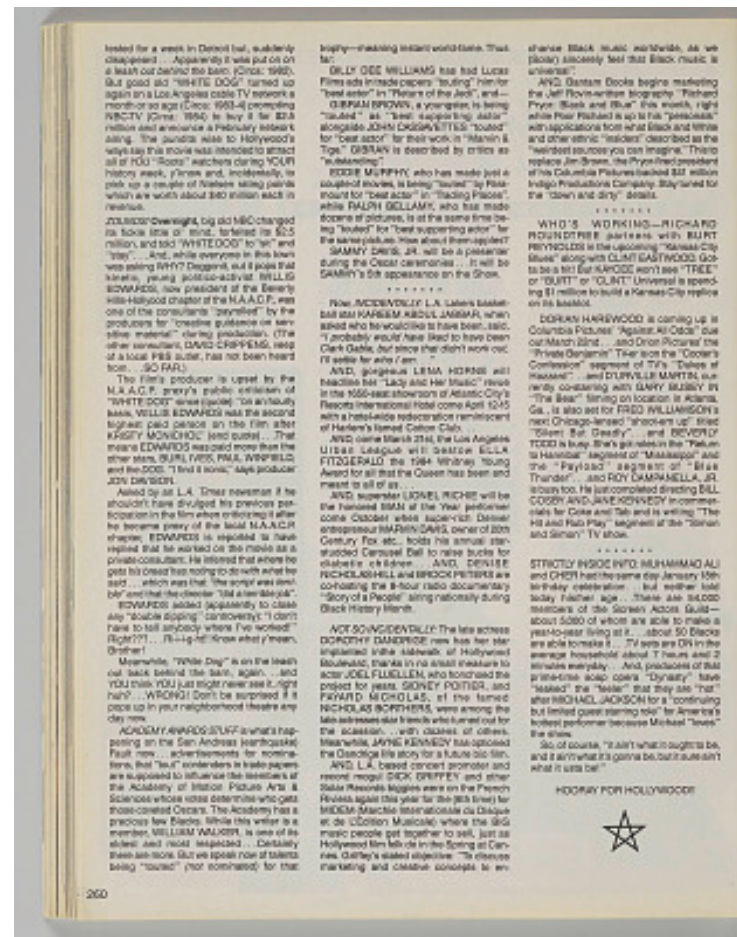 tested for a week in Detroit but, suddenly
disappeared . . . Apparently it was put on on
a leash out behind the barn. (Circa: 1982).
But good old "WHITE DOG" turned up
again on a Los Angeles cable TV network a
month or so ago (Circa: 1983-4) prompting
NBC-TV (Circa: 1984) to buy it for $2.5
million and announce a February network
airing. The pundits wise to Hollywood's
ways say this movie was intended to attract
all of YOU "Roots" watchers during YOUR
history week, y'know and, incidentally, to
pick up a couple of Nielsen rating points
which are worth about $40 million each in
revenue.
ZOUNDS! Overnight, big old NBC changed
its fickle little ol' mind, forfeited its $2.5
million, and told "WHITE DOG" to "sit" and
"stay" . . . And, while everyone in this town
was asking WHY? Doggond, out it pops that
kinetic, young politico-activist WILLIS
EDWARDS, now president of the Beverly
Hills-Hollywood chapter of the N.A.A.C.P., was
one of the consultants "payrolled" by the
producers for "creative guidance on sen-
sitive material" during production. (The
other consultant, DAVID CRIPPENS, veep
of a local PBS outlet, has not been heard
from . . . SO FAR.)
The film's producer is upset by the
N.A.A.C.P. prexy's public criticism of
"WHITE DOG" since (quote) "on an hourly
basis, WILLIS EDWARDS was the second
highest paid person on the film after
KRISTY MCNICHOL" (end quote) . . . That
means EDWARDS was paid more than the
other stars, BURL IVES, PAUL WINFIELD,
and the DOG. "I find it ironic," says producer
JON DAVISON.
Asked by an L.A. Times newsman if he
shouldn't have divulged his previous par-
ticipation in the film when criticizing it after
he became proxy of the local N.A.A.C.P.
chapter, EDWARDS is reported to have
replied that he worked on the movie as a
private consultant. He inferred that where he
gets his bread has noting to do with what he
said . . . which was that "the script was terri-
ble" and that the director "did a terrible job".
EDWARDS added (apparently to close
any "double dipping" controversy): "I don't
have to tell anybody where I've worked!"
Right??! . . . R-i-i-g-ht! Know what y'mean,
Brother!
Meanwhile, "White Dog" is on the leash
out back behind the barn, again . . . and
YOU think YOU just might never see it, right
huh? . . . WRONG! Don't be surprised if it
pops up in your neighborhood theatre any
day now.
ACADEMY AWARDS STUFF is what's hap-
pening on the San Andreas (earthquake)
Fault now . . . advertisements for nomina-
tions, that "tout" contenders in trade papers
are supposed to influence the members of
the Academy of Motion Picture Arts &
Sciences whose votes determine who gets
those coveted Oscars. The Academy has a
precious few Blacks. While this writer is a
member, WILLIAM WALKER, is one of its
oldest and most respected . . . Certainly
there are more. But we speak now of talents
being "touted" (not nominated) for that
trophy—meaning instant world-fame. Thus
far:
BILLY DEE WILLIAMS has had Lucas
Films ads in trade papers "touting" him for
"best actor" in "Return of the Jedi", and—
GIBRAN BROWN, a youngster, is being
"touted" as "best supporting actor"
alongside JOHN CASSAVETTES "touted"
for "best actor" for their work in "Marvin &
Tige." GIBRAN is described by critics as
"outstanding".
EDDIE MURPHY, who has made just a
couple of movies, is being "touted" by Para-
mount for "best actor" in "Trading Places",
while RALPH BELLAMY, who has made
dozens of pictures, is at the same time be-
ing "touted" for "best supporting actor" for
the same picture. How about them apples?
SAMMY DAVIS, JR. will be a presenter
during the Oscar ceremonies . . . It will be
SAMMY's 5th appearance on the Show.
* * * * * * *
Now, INCIDENTALLY: L.A. Lakers basket-
ball star KAREEM ABDUL JABBAR, when
asked who he would like to have been, said,
"I probably would have liked to have been
Clark Gable, but since that didn't work out,
I'll settle for who I am . . ."
AND, gorgeous LENA HORNE will
headline her "Lady and Her Music" revue
in the 1650-seat showroom of Atlantic City's
Resorts International Hotel come April 12-15
with a hotel-wide redecoration reminiscent
of Harlem's famed Cotton Club.
AND, come March 21st, the Los Angeles
Urban League will bestow ELLA
FITZGERALD the 1984 Whitney Young
Award for all that the Queen has been and
meant to all of us . . .
AND, superstar LIONEL RICHIE will be
the honored MAN of the Year performer
come October when super-rich Denver
entrepreneur MARVIN DAVIS, owner of 20th
Century Fox etc., holds his annual star-
studded Carousel Ball to raise bucks for
diabetic children . . . AND, DENISE
NICHOLAS HILL and BROCK PETERS are
co-hosting the 8-hour radio documentary
"Story of a People" airing nationally during
Black History Month.
NOT SO INCIDENTALLY: The late actress
DOROTHY DANDRIGE now has her star
implanted inthe sidewalk of Hollywood
Boulevard, thanks in no small measure to
actor JOEL FLUELLEN, who honchoed the
project for years. SIDNEY POITIER, and
FAYARD NICHOLAS, of the famed
NICHOLAS BORTHERS, were among the
late actresses star friends who turned out for
the ocassion. . . with dozens of others.
Meanwhile, JAYNE KENNEDY has optioned
the Dandrige life story for a future bio film.
AND, L.A. based concert promoter and
record mogul DICK GRIFFEY and other
Solar Records biggies were on the French
Riviera again this year for the (8th time) for
MIDEM (Marchie Internationale du Disque
et de L'Edition Musicale) where the BIG
music people get together to sell, just as
Hollywood film folk do in the Spring at Can-
nes. Griffey's stated objective: "To discuss
marketing and creative concepts to en-
chance Black music worldwide, as we
(Solar) sincerely feel that Black music is
universal".
AND, Bantam Books begins marketing
the Jeff Rovin-written biography "Richard
Pryor: Black and Blue" this month, right
while Poor Richard is up to his "personals"
with applications from what Black and White
and other ethnic "insiders" described as the
"weirdest sources you can imagine." This to
replace Jim Brown, the Pryor-fired president
of his Columbia Pictures backed $41 million
Indigo Productions Company. Stay tuned for
the "down and dirty" details.
* * * * * * *
WHO'S WORKING—RICHARD
ROUNDTREE partners with BURT
REYNOLDS in the upcoming "Kansas City
Blues" along with CLINT EASTWOOD. Got-
ta be a hit! But KAYCEE won't see "TREE"
or "BURT" or "CLINT." Universal is spend-
ing $1 million to build a Kansas City replica
on its backlot.
DORIAN HAREWOOD is coming up in
Columbia Pictures' "Against All Odds" due
out March 22nd . . . and Orion Pictures' the
"Private Benjamin" TV-er is on the "Cooter's
Confession" segment of TV's "Dukes of
Hazard" . . . and D'URVILLE MARTIN, cur-
rently co-starring with GARY BUSEY IN
"The Bear" filming on location in Atlanta,
Ga., is also set for FRED WILLIAMSON's
next Chicago-lensed "shoot-em up" titled
"Silent But Deadly" . . . and BEVERLY
TODD is busy. She's got roles in the "Return
to Hannibal" segment of "Mississippi" and
the "Payload" segment of "Blue
Thunder" . . . and ROY CAMPANELLA, JR.
is busy too. He just completed directing BILL
COSBY AND JANE KENNEDY in commer-
cials for Coke and Tab and is writing "The
Hit and Rub Play" segment of the "Simon
and Simon" TV show.
* * * * * * *
STRICTLY INSIDE INFO: MUHAMMAD ALI
and CHER had the same day January 18th
birthday celebration . . . but neither told
today his/her age . . . There are 54,000
members of the Screen Actors Guild—
about 5,000 of whom are able to make a
year-to-year living at it . . . about 50 Blacks
are able to make it . . . TV sets are ON in the
average household about 7 hours and 2
minutes everyday . . . And, producers of that
prime-time soap opera "Dynasty" have
"leaked" the "feeler" that they are "hot"
after MICHAEL JACKSON for a "continuing
but limited guest starring role" for America's
hottest performer because Michael "loves"
the show.
So, of course, "it ain't what it ought to be,
and it ain't what it's gonna be, but it sure ain't
what it usta be!"
HOORAY FOR HOLLYWOOD!
260